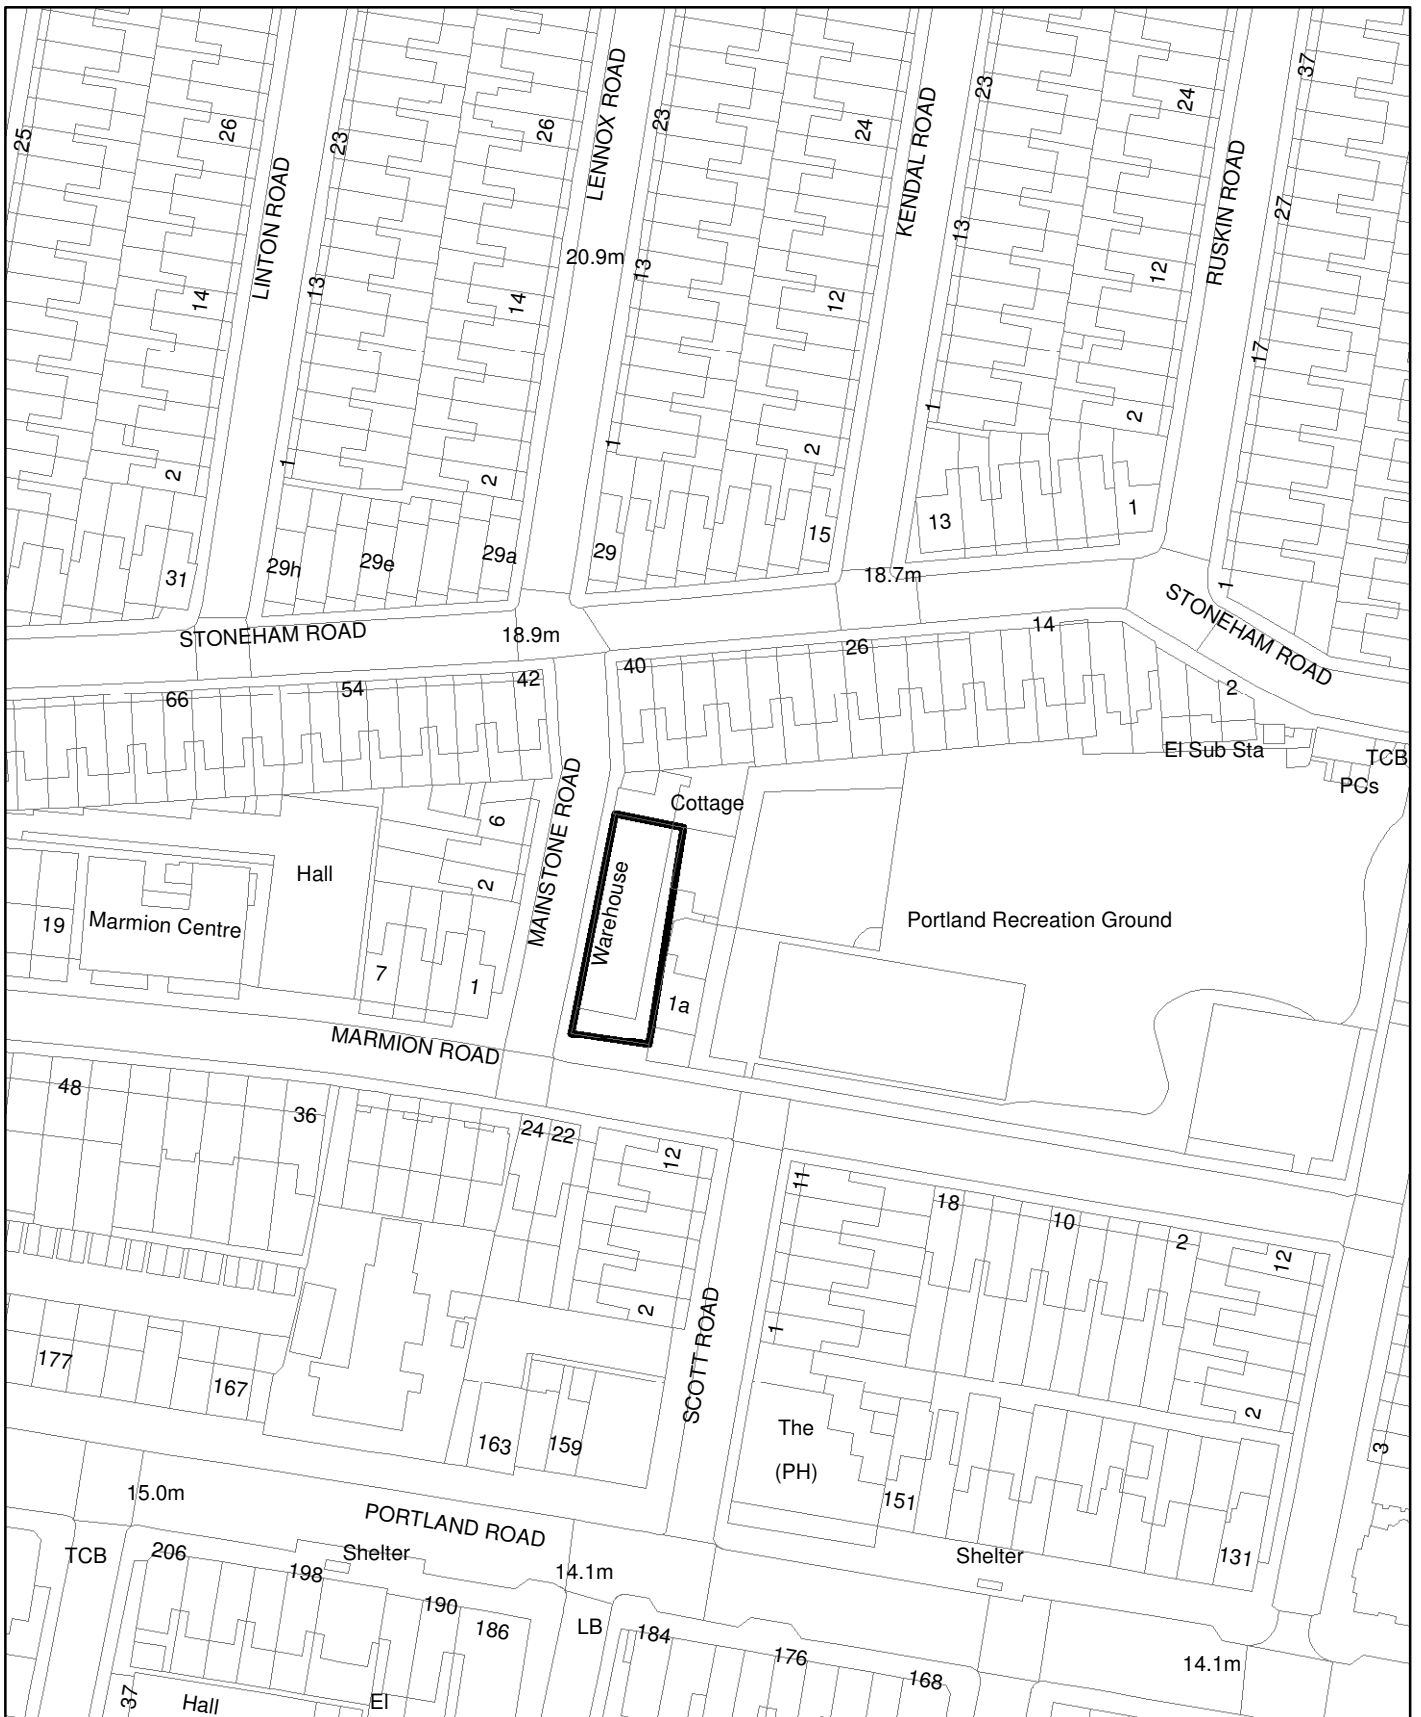 LENNOX ROAD
37
23
24
KENDAL ROAD
23
24
25
26
23
26
23
LINTON ROAD
RUSKIN ROAD
27
13
20.9m
13
12
12
14
13
14
17
1
2
1
2
1
2
1
2
13
1
29
15
31
29h
29e
29a
18.7m
1
STONEHAM ROAD
STONEHAM ROAD
18.9m
14
26
40
42
54
66
2
El Sub Sta
TCB
PCs
MAINSTONE ROAD
Cottage
6
Hall
2
Warehouse
Portland Recreation Ground
19
Marmion Centre
7
1
1a
MARMION ROAD
48
36
24
22
12
11
18
10
2
12
2
1
SCOTT ROAD
177
167
2
163
159
The
(PH)
3
151
15.0m
PORTLAND ROAD
TCB
206
Shelter
198
14.1m
Shelter
131
190
186
LB
184
176
168
14.1m
37
Hall
El